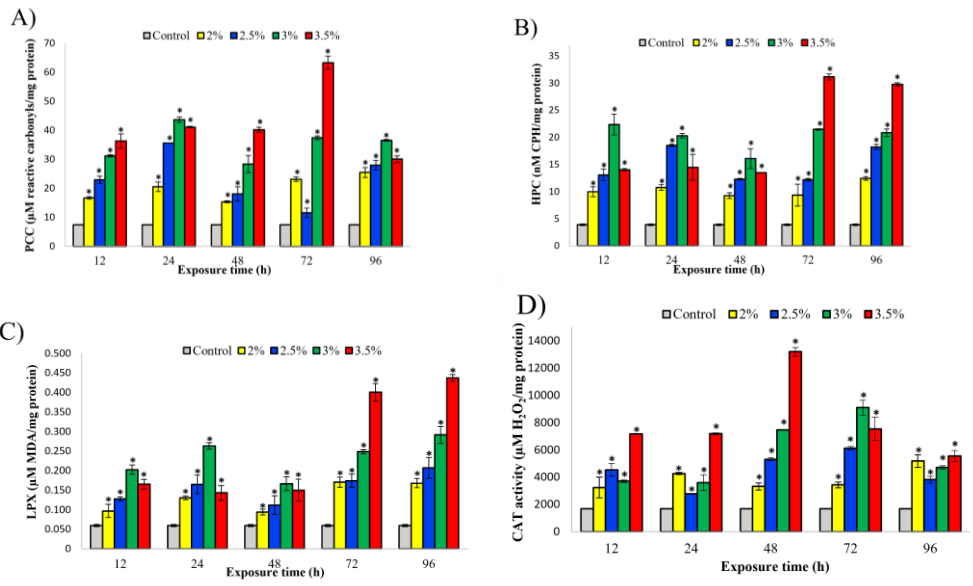 A)
Control 2% 2.5% 3% 3.5%
PCC (µM reactive carbonyls/mg protein)
70
60
50
40
30
20
10
0
* * * * * * * * * * * * * * * * * * * *
12 24 48 72 96
Exposure time (h)
B)
Control 2% 2.5% 3% 3.5%
HPC (nM CPH/mg protein)
35
30
25
20
15
10
5
0
* * * * * * * * * * * * * * * * * * * *
12 24 48 72 96
Exposure time (h)
C)
Control 2% 2.5% 3% 3.5%
LPX (µM MDA/mg protein)
0.500
0.450
0.400
0.350
0.300
0.250
0.200
0.150
0.100
0.050
0
* * * * * * * * * * * * * * * * * * * *
12 24 48 72 96
Exposure time (h)
D)
Control 2% 2.5% 3% 3.5%
CAT activity (µM H₂O₂/mg protein)
14000
12000
10000
8000
6000
4000
2000
0
* * * * * * * * * * * * * * * * * * * *
12 24 48 72 96
Exposure time (h)